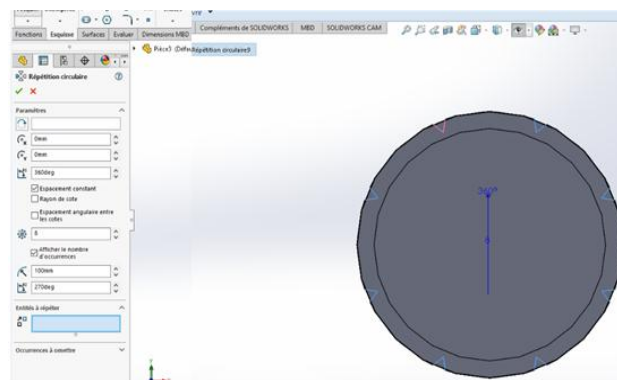 Compléments de SOLIDWORKS
MBD
SOLIDWORKS CAM
Fonctions
Esquisse
Surfaces
Evaluer
Dimensions MBD
Pièce3 (Défaut
Répétition circulaire9
Répétition circulaire
Paramètres
0mm
0mm
360deg
Espacement constant
Rayon de cote
Espacement angulaire entre
les cotes
8
Afficher le nombre
d'occurrences
100mm
270deg
Entités à répéter
Occurrences à omettre
360°